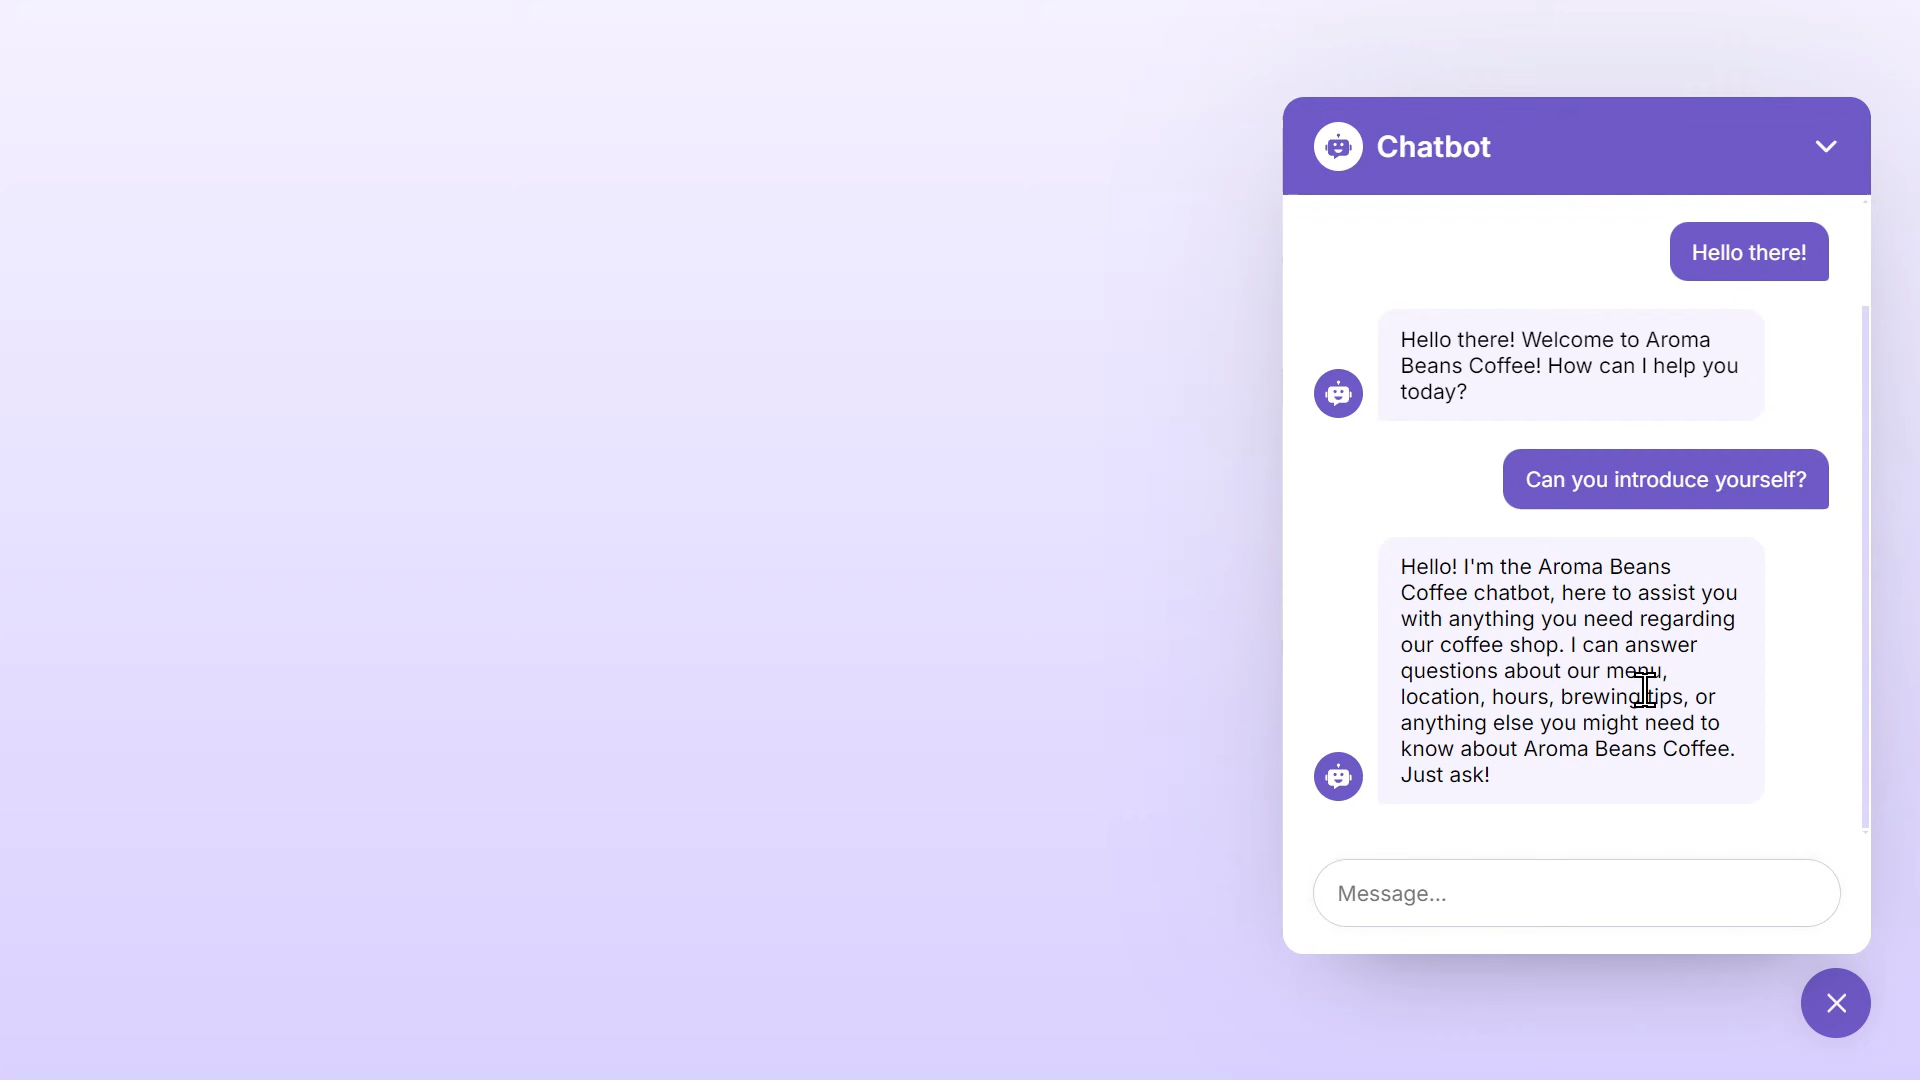 Chatbot
Hello there!
Hello there! Welcome to Aroma
Beans Coffee! How can I help you
today?
Can you introduce yourself?
Hello! I'm the Aroma Beans
Coffee chatbot, here to assist you
with anything you need regarding
our coffee shop. I can answer
questions about our menu,
location, hours, brewing tips, or
anything else you might need to
know about Aroma Beans Coffee.
Just ask!
Message...